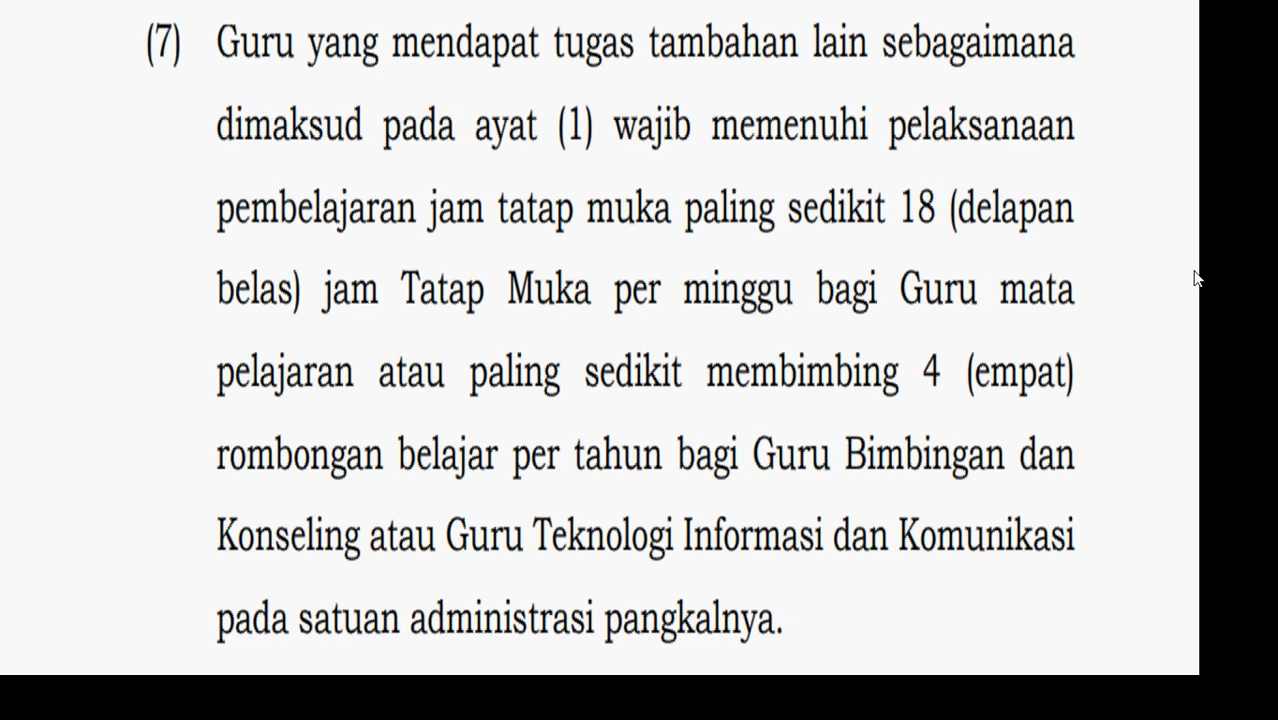 (7) Guru yang mendapat tugas tambahan lain sebagaimana
dimaksud pada ayat (1) wajib memenuhi pelaksanaan
pembelajaran jam tatap muka paling sedikit 18 (delapan
belas) jam Tatap Muka per minggu bagi Guru mata
pelajaran atau paling sedikit membimbing 4 (empat)
rombongan belajar per tahun bagi Guru Bimbingan dan
Konseling atau Guru Teknologi Informasi dan Komunikasi
pada satuan administrasi pangkalnya.